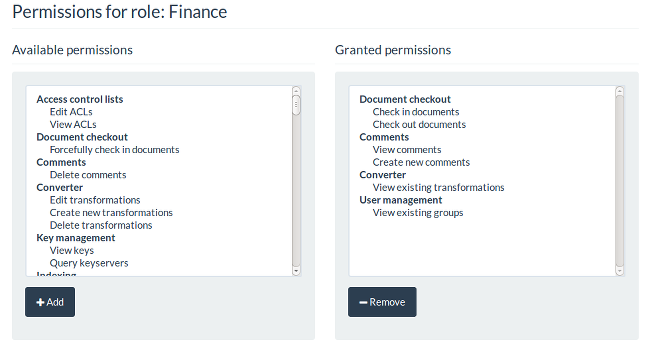 Permissions for role: Finance
Available permissions
Access control lists
Edit ACLs
View ACLs
Document checkout
Forcefully check in documents
Comments
Delete comments
Converter
Edit transformations
Create new transformations
Delete transformations
Key management
View keys
Query keyservers
Indexing
Add
Granted permissions
Document checkout
Check in documents
Check out documents
Comments
View comments
Create new comments
Converter
View existing transformations
User management
View existing groups
Remove